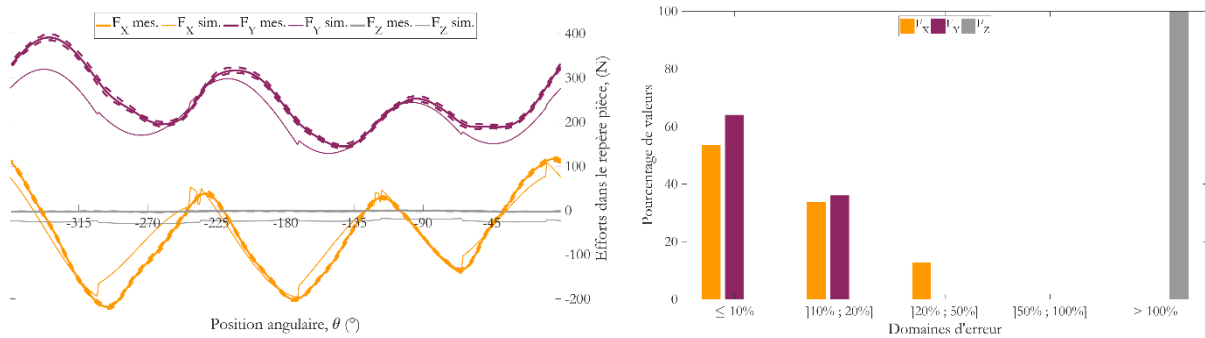 F_X mes. F_X sim. F_Y mes. F_Y sim. F_Z mes. F_Z sim.
400
300
200
100
0
-100
-200
-315 -270 -225 -180 -135 -90 -45
Efforts dans le repère pièce, (N)
Position angulaire, θ (°)
F_X F_Y F_Z
100
80
60
40
20
0
Pourcentage de valeurs
≤ 10% ]10% ; 20%] ]20% ; 50%] ]50% ; 100%] > 100%
Domaines d'erreur